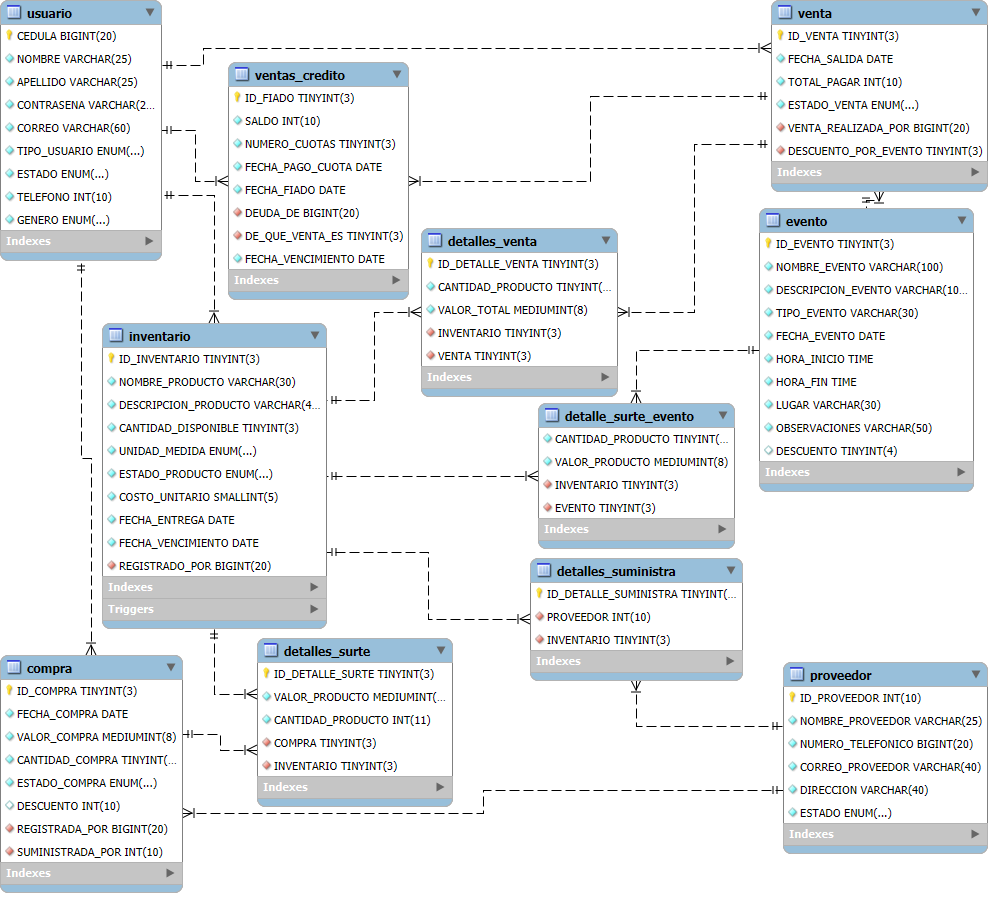 usuario
CEDULA BIGINT(20)
NOMBRE VARCHAR(25)
APELLIDO VARCHAR(25)
CONTRASENA VARCHAR(2...
CORREO VARCHAR(60)
TIPO_USUARIO ENUM(...)
ESTADO ENUM(...)
TELEFONO INT(10)
GENERO ENUM(...)
Indexes
ventas_credito
ID_FIADO TINYINT(3)
SALDO INT(10)
NUMERO_CUOTAS TINYINT(3)
FECHA_PAGO_CUOTA DATE
FECHA_FIADO DATE
DEUDA_DE BIGINT(20)
DE_QUE_VENTA_ES TINYINT(3)
FECHA_VENCIMIENTO DATE
Indexes
venta
ID_VENTA TINYINT(3)
FECHA_SALIDA DATE
TOTAL_PAGAR INT(10)
ESTADO_VENTA ENUM(...)
VENTA_REALIZADA_POR BIGINT(20)
DESCUENTO_POR_EVENTO TINYINT(3)
Indexes
detalles_venta
ID_DETALLE_VENTA TINYINT(3)
CANTIDAD_PRODUCTO TINYINT(...
VALOR_TOTAL MEDIUMINT(8)
INVENTARIO TINYINT(3)
VENTA TINYINT(3)
Indexes
evento
ID_EVENTO TINYINT(3)
NOMBRE_EVENTO VARCHAR(100)
DESCRIPCION_EVENTO VARCHAR(10...
TIPO_EVENTO VARCHAR(30)
FECHA_EVENTO DATE
HORA_INICIO TIME
HORA_FIN TIME
LUGAR VARCHAR(30)
OBSERVACIONES VARCHAR(50)
DESCUENTO TINYINT(4)
Indexes
inventario
ID_INVENTARIO TINYINT(3)
NOMBRE_PRODUCTO VARCHAR(30)
DESCRIPCION_PRODUCTO VARCHAR(4...
CANTIDAD_DISPONIBLE TINYINT(3)
UNIDAD_MEDIDA ENUM(...)
ESTADO_PRODUCTO ENUM(...)
COSTO_UNITARIO SMALLINT(5)
FECHA_ENTREGA DATE
FECHA_VENCIMIENTO DATE
REGISTRADO_POR BIGINT(20)
Indexes
Triggers
detalle_surte_evento
CANTIDAD_PRODUCTO TINYINT(...
VALOR_PRODUCTO MEDIUMINT(8)
INVENTARIO TINYINT(3)
EVENTO TINYINT(3)
Indexes
detalles_suministra
ID_DETALLE_SUMINISTRA TINYINT(...
PROVEEDOR INT(10)
INVENTARIO TINYINT(3)
Indexes
compra
ID_COMPRA TINYINT(3)
FECHA_COMPRA DATE
VALOR_COMPRA MEDIUMINT(8)
CANTIDAD_COMPRA TINYINT(...
ESTADO_COMPRA ENUM(...)
DESCUENTO INT(10)
REGISTRADA_POR BIGINT(20)
SUMINISTRADA_POR INT(10)
Indexes
detalles_surte
ID_DETALLE_SURTE TINYINT(3)
VALOR_PRODUCTO MEDIUMINT(...
CANTIDAD_PRODUCTO INT(11)
COMPRA TINYINT(3)
INVENTARIO TINYINT(3)
Indexes
proveedor
ID_PROVEEDOR INT(10)
NOMBRE_PROVEEDOR VARCHAR(25)
NUMERO_TELEFONICO BIGINT(20)
CORREO_PROVEEDOR VARCHAR(40)
DIRECCION VARCHAR(40)
ESTADO ENUM(...)
Indexes